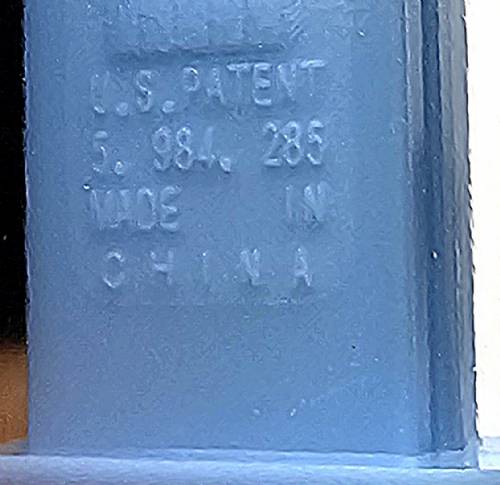 U.S.PATENT
5. 984. 285
MADE IN
CHINA